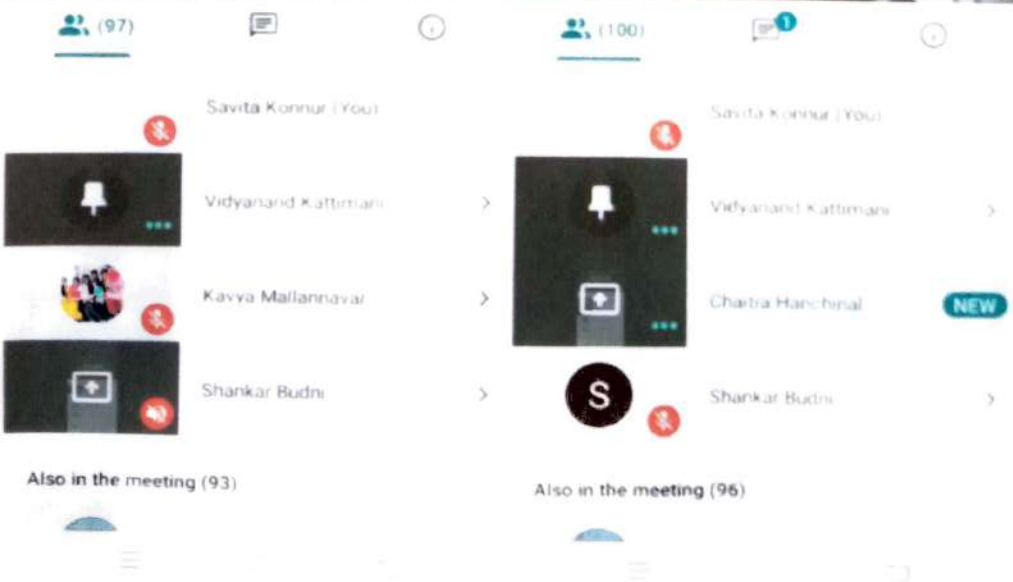 (97)
Savita Konnur (You)
Vidyanand Kattimani
Kavya Mallannavar
Shankar Budni
Also in the meeting (93)
(100)
1
Savita Konnur (You)
Vidyanand Kattimani
Chaitra Hanchinal
NEW
S
Shankar Budni
Also in the meeting (96)